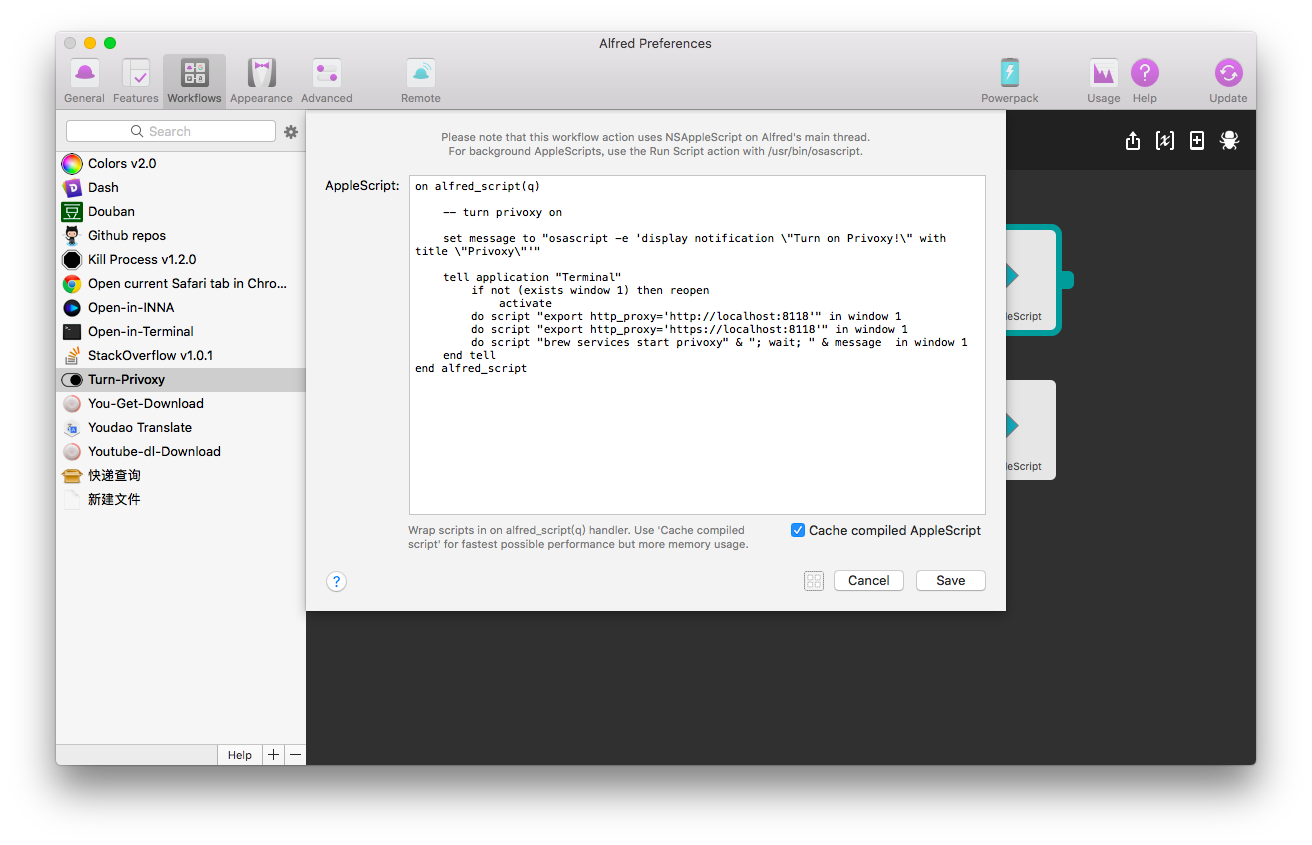 Alfred Preferences
General Features Workflows Appearance Advanced Remote Powerpack Usage Help Update
Search
Colors v2.0
Dash
Douban
Github repos
Kill Process v1.2.0
Open current Safari tab in Chro...
Open-in-INNA
Open-in-Terminal
StackOverflow v1.0.1
Turn-Privoxy
You-Get-Download
Youdao Translate
Youtube-dl-Download
快递查询
新建文件
Help
Please note that this workflow action uses NSAppleScript on Alfred's main thread.
For background AppleScripts, use the Run Script action with /usr/bin/osascript.
AppleScript:
on alfred_script(q)
-- turn privoxy on
set message to "osascript -e 'display notification \"Turn on Privoxy!\" with
title \"Privoxy\"'"
tell application "Terminal"
if not (exists window 1) then reopen
activate
do script "export http_proxy='http://localhost:8118'" in window 1
do script "export http_proxy='https://localhost:8118'" in window 1
do script "brew services start privoxy" & "; wait; " & message  in window 1
end tell
end alfred_script
Wrap scripts in on alfred_script(q) handler. Use 'Cache compiled
script' for fastest possible performance but more memory usage.
Cache compiled AppleScript
?
Cancel
Save
leScript
leScript